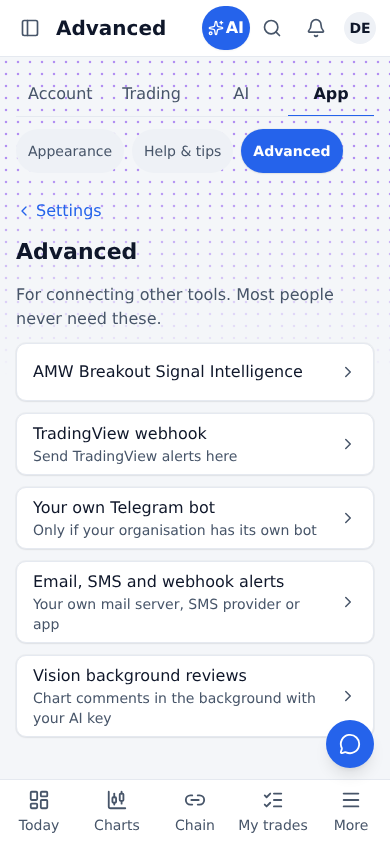 Advanced
AI
DE
Account Trading AI App
Appearance Help & tips Advanced
Settings
Advanced
For connecting other tools. Most people
never need these.
AMW Breakout Signal Intelligence
TradingView webhook
Send TradingView alerts here
Your own Telegram bot
Only if your organisation has its own bot
Email, SMS and webhook alerts
Your own mail server, SMS provider or
app
Vision background reviews
Chart comments in the background with
your AI key
Today Charts Chain My trades More